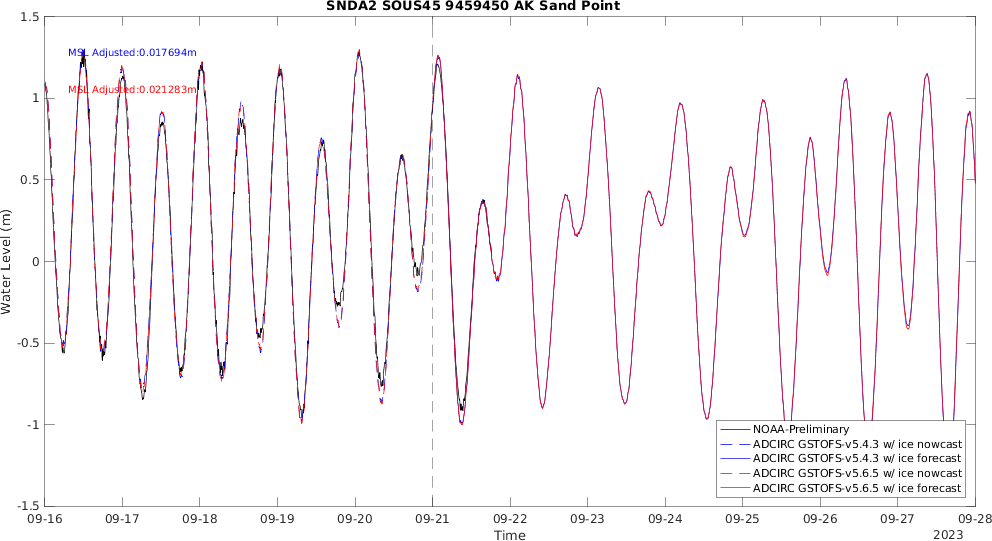 SNDA2 SOUS45 9459450 AK Sand Point
1.5
MSL Adjusted:0.017694m
MSL Adjusted:0.021283m
1
0.5
0
-0.5
-1
-1.5
Water Level (m)
NOAA-Preliminary
ADCIRC GSTOFS-v5.4.3 w/ ice nowcast
ADCIRC GSTOFS-v5.4.3 w/ ice forecast
ADCIRC GSTOFS-v5.6.5 w/ ice nowcast
ADCIRC GSTOFS-v5.6.5 w/ ice forecast
09-16 09-17 09-18 09-19 09-20 09-21 09-22 09-23 09-24 09-25 09-26 09-27 09-28
Time
2023